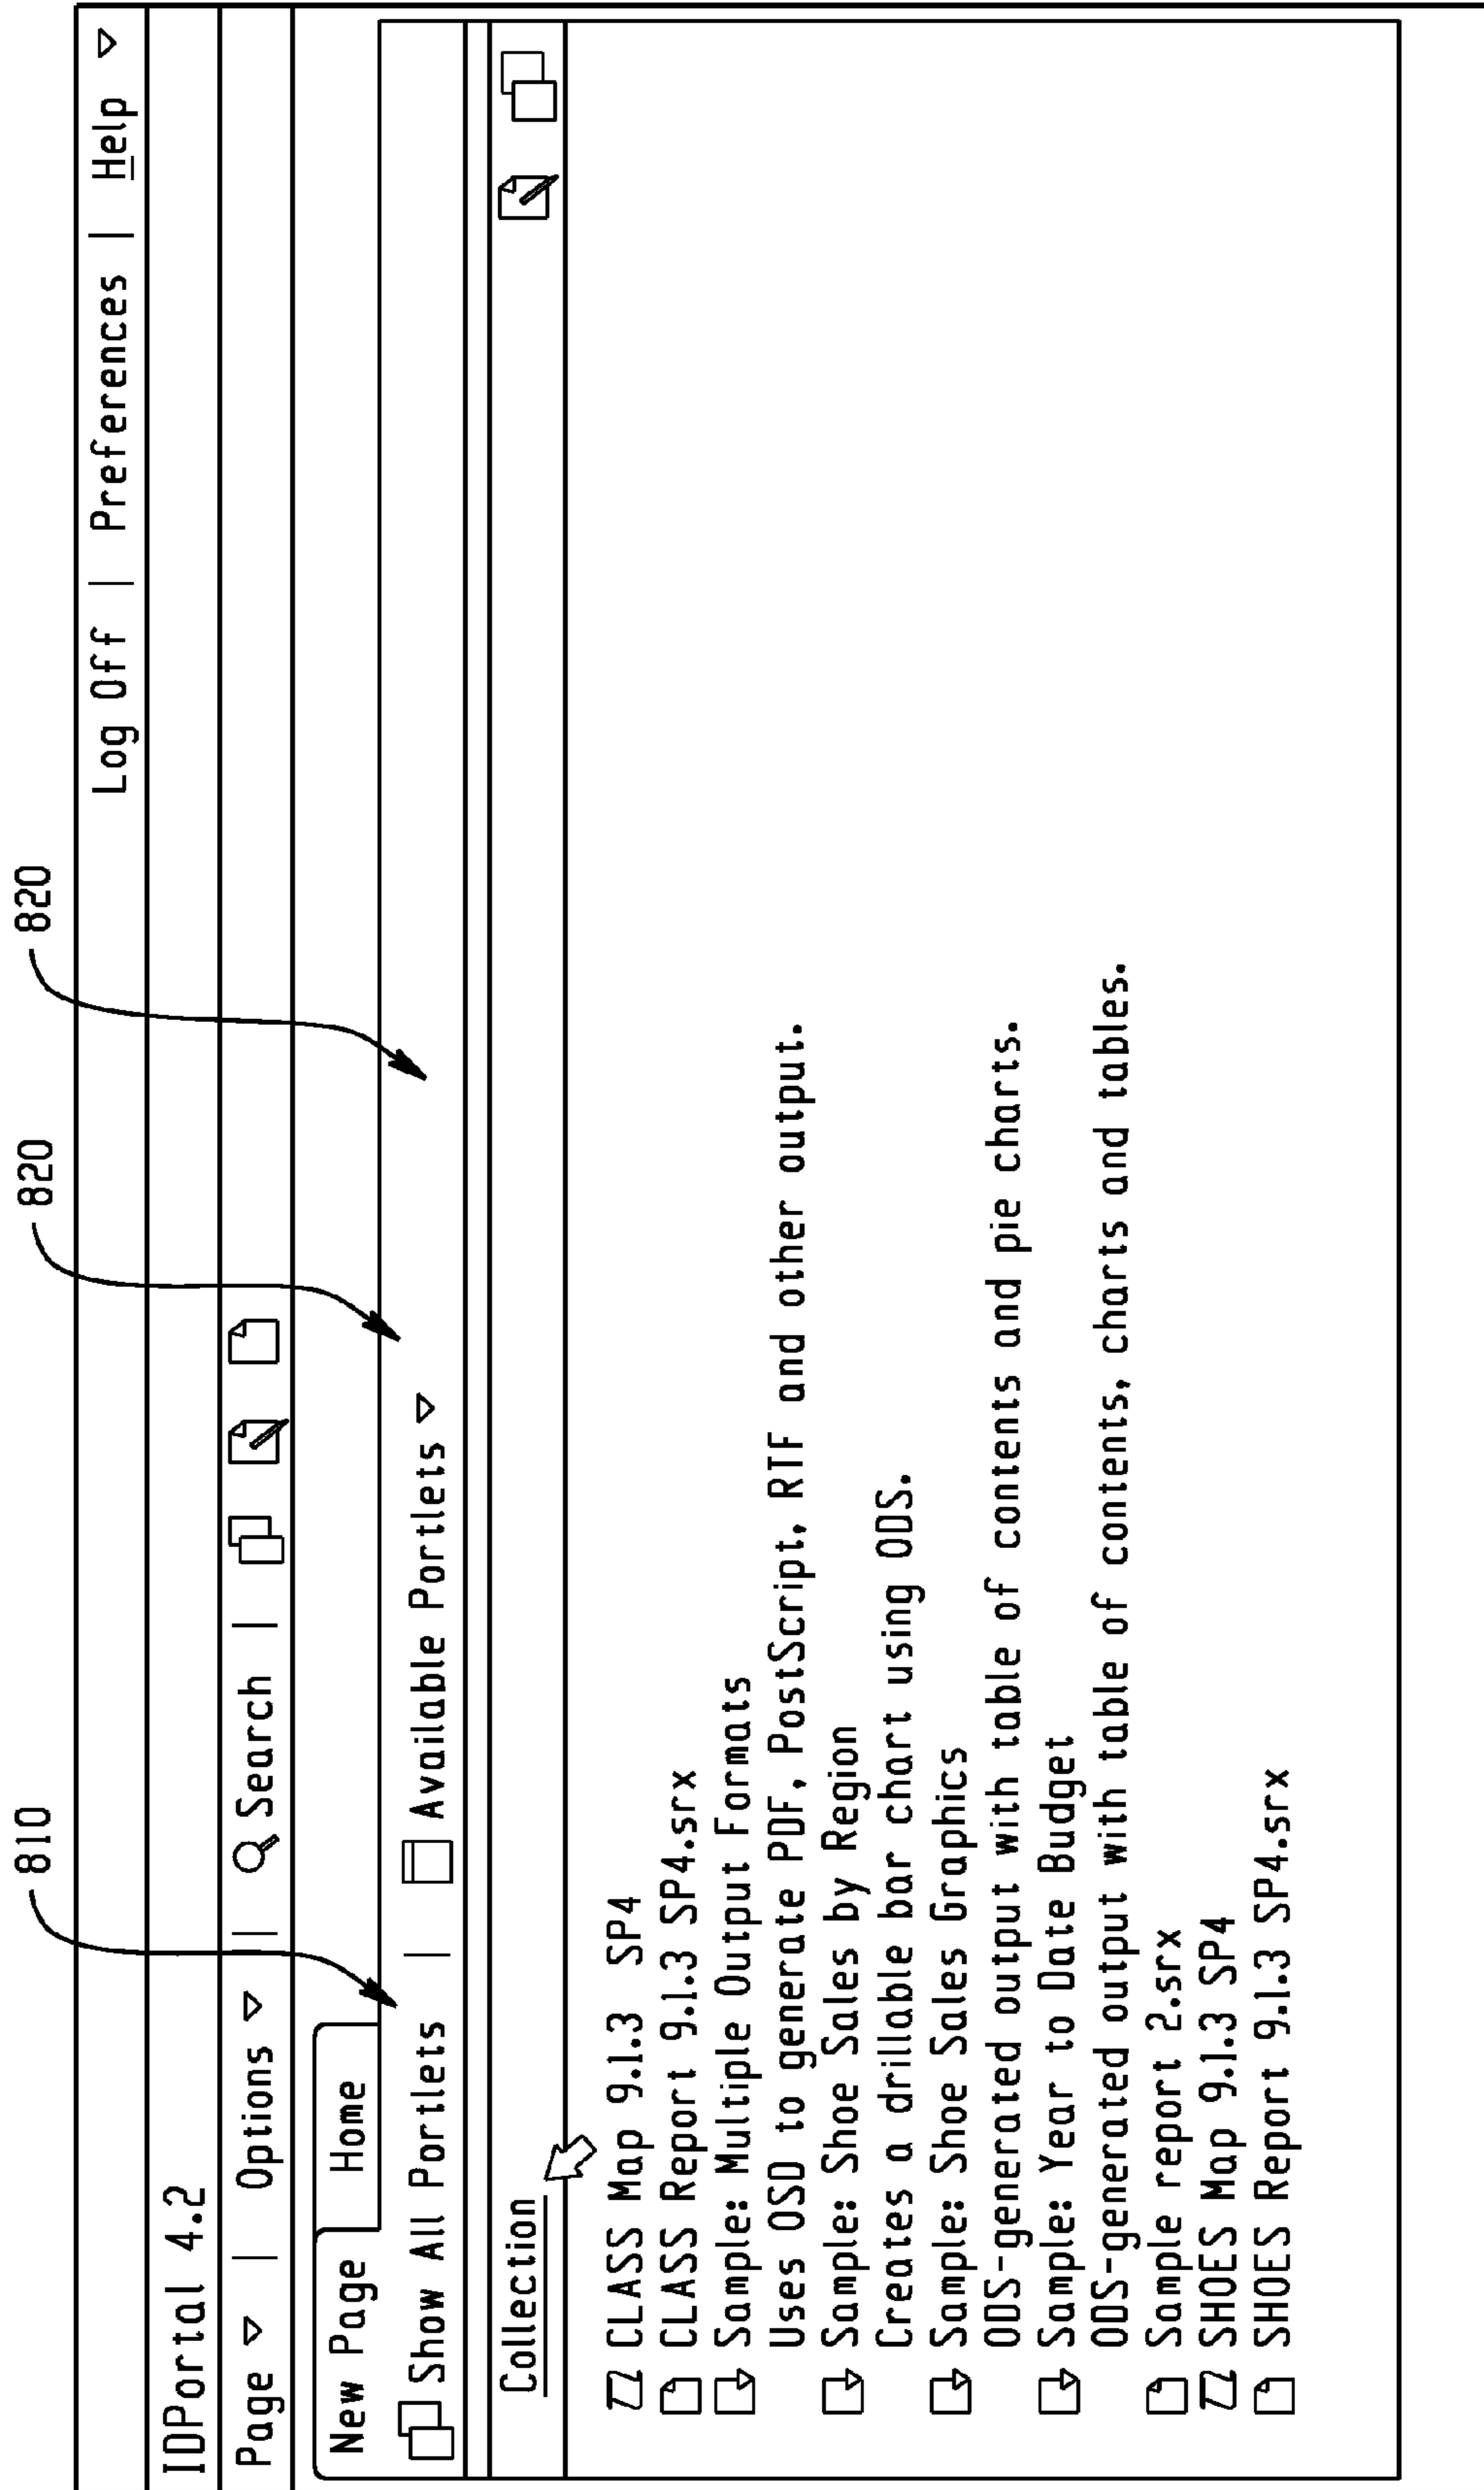 810
820
820
Log Off | Preferences | Help
IDPortal 4.2
Page | Options | Search |
New Page Home
Show All Portlets | Available Portlets
Collection
CLASS Map 9.1.3 SP4
CLASS Report 9.1.3 SP4.srx
Sample: Multiple Output Formats
Uses OSD to generate PDF, PostScript, RTF and other output.
Sample: Shoe Sales by Region
Creates a drillable bar chart using ODS.
Sample: Shoe Sales Graphics
ODS-generated output with table of contents and pie charts.
Sample: Year to Date Budget
ODS-generated output with table of contents, charts and tables.
Sample report 2.srx
SHOES Map 9.1.3 SP4
SHOES Report 9.1.3 SP4.srx